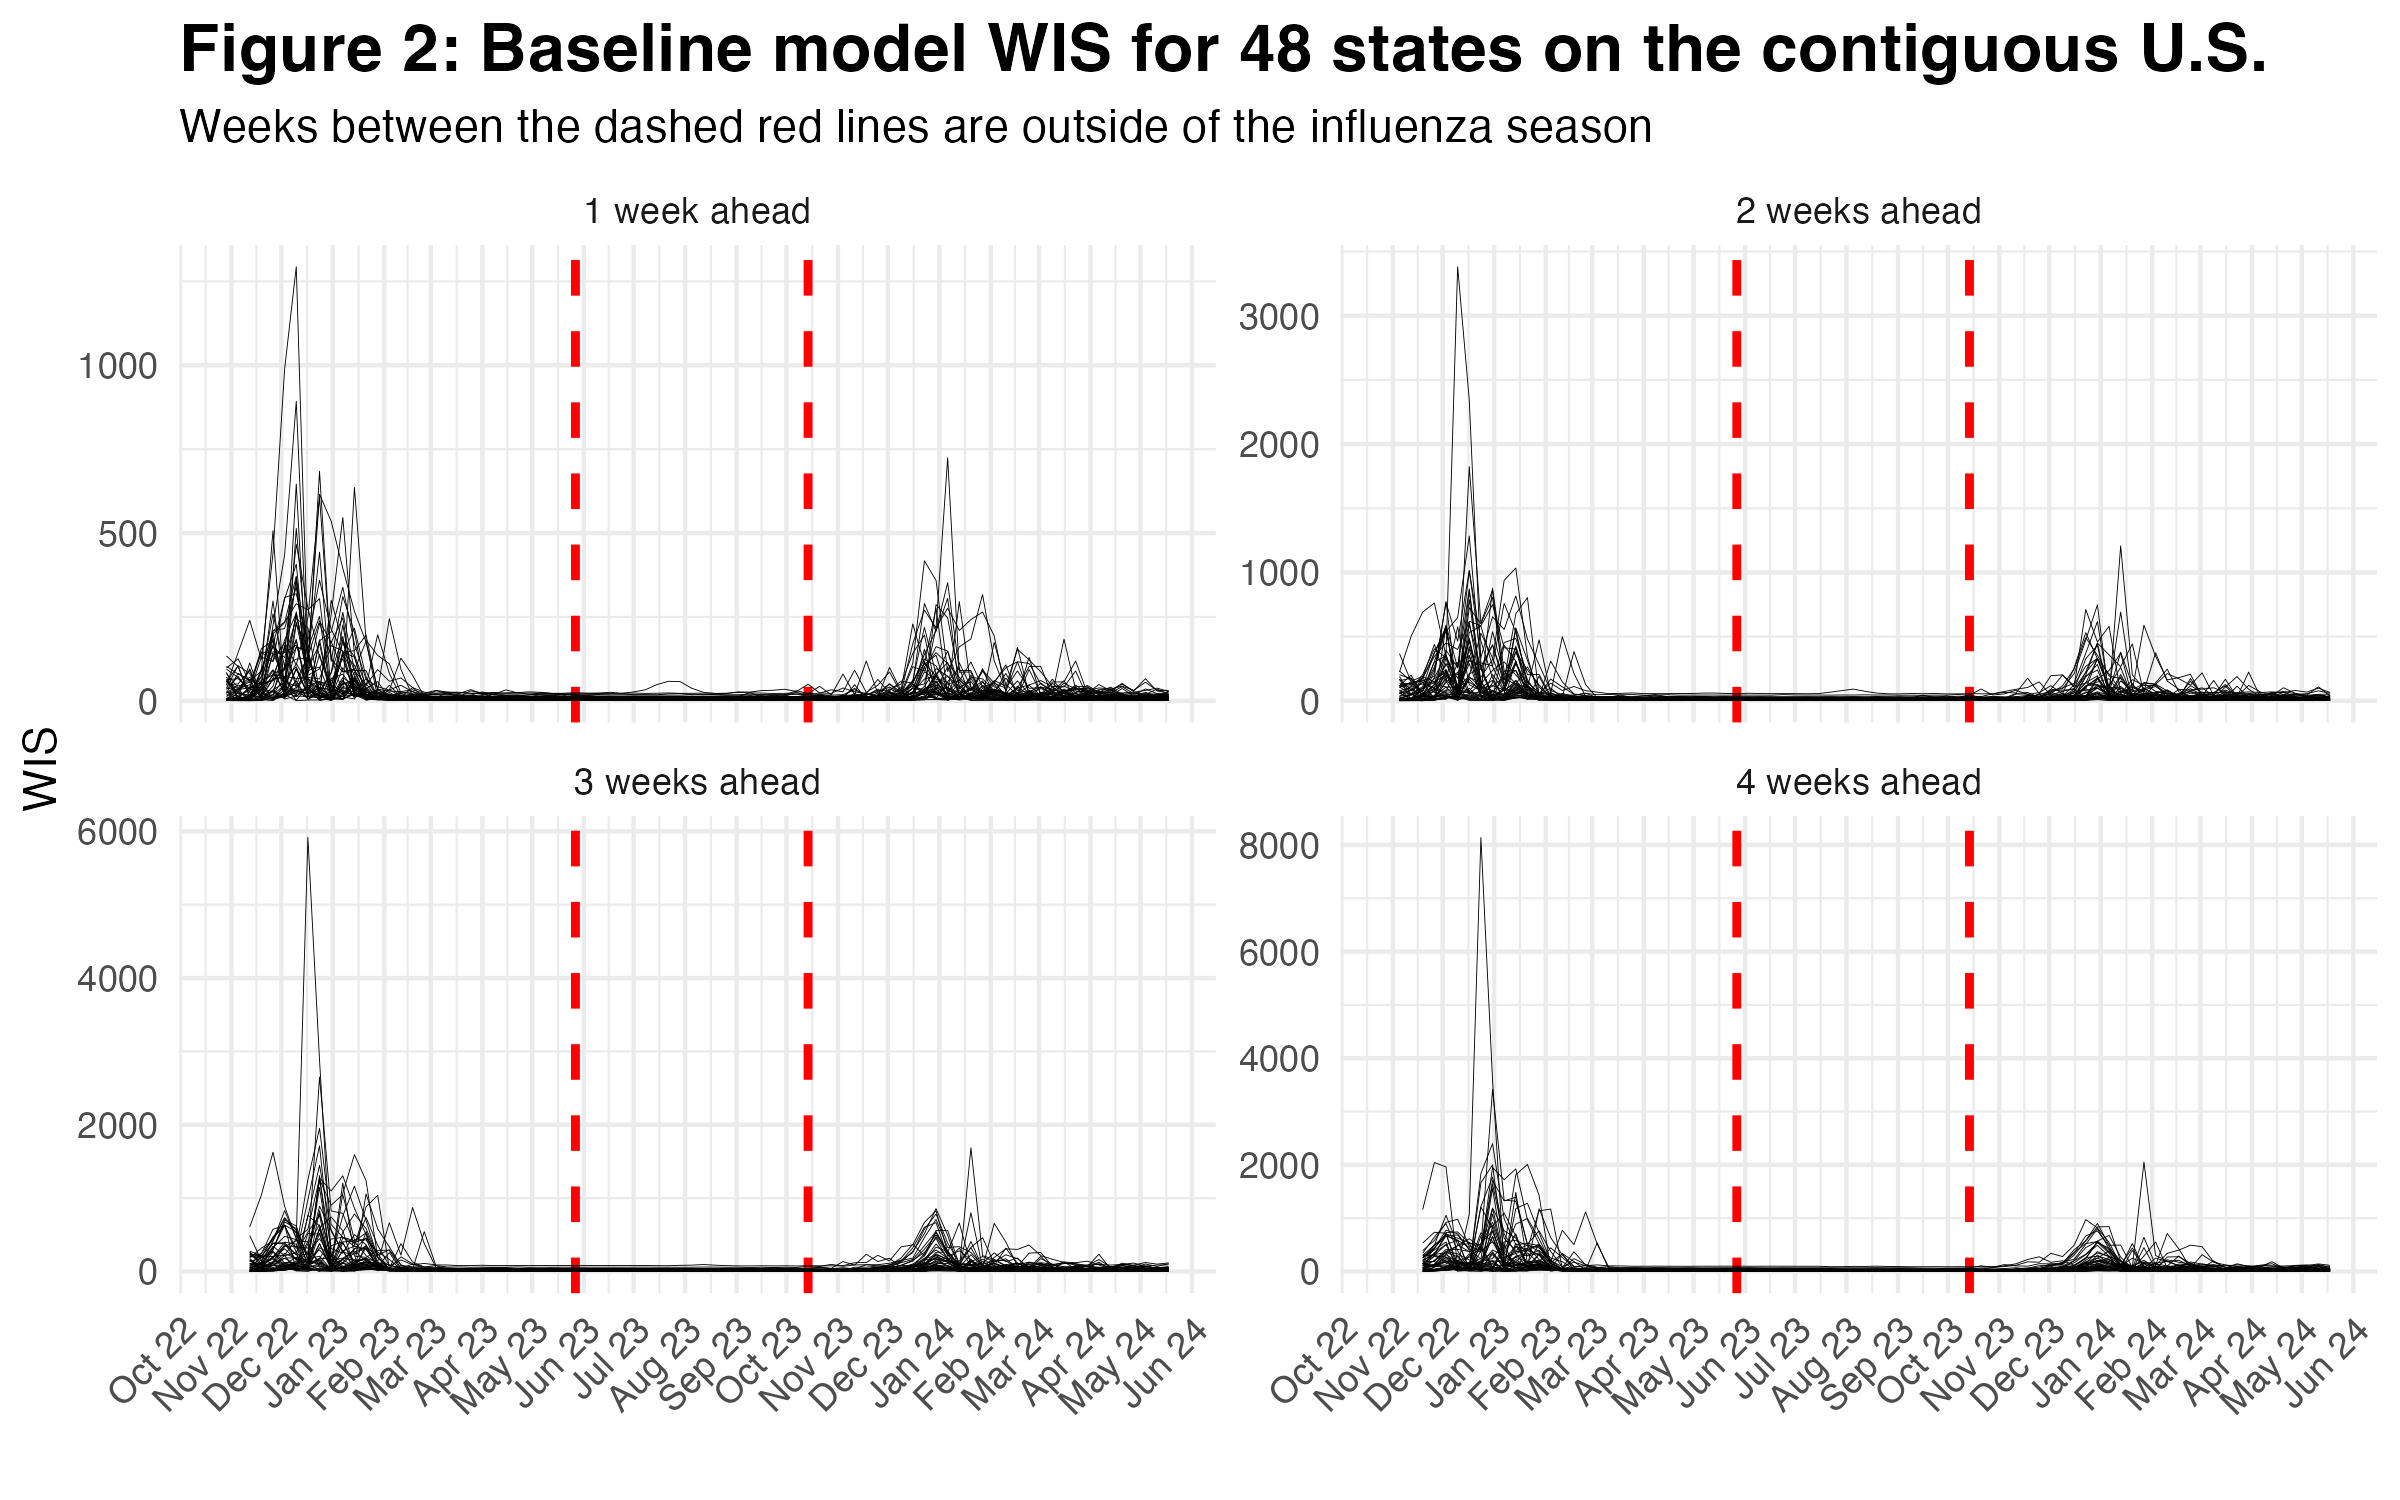 Figure 2: Baseline model WIS for 48 states on the contiguous U.S.
Weeks between the dashed red lines are outside of the influenza season
WIS
1 week ahead
1000
500
0
2 weeks ahead
3000
2000
1000
0
3 weeks ahead
6000
4000
2000
0
4 weeks ahead
8000
6000
4000
2000
0
Oct 22
Nov 22
Dec 22
Jan 23
Feb 23
Mar 23
Apr 23
May 23
Jun 23
Jul 23
Aug 23
Sep 23
Oct 23
Nov 23
Dec 23
Jan 24
Feb 24
Mar 24
Apr 24
May 24
Jun 24
Oct 22
Nov 22
Dec 22
Jan 23
Feb 23
Mar 23
Apr 23
May 23
Jun 23
Jul 23
Aug 23
Sep 23
Oct 23
Nov 23
Dec 23
Jan 24
Feb 24
Mar 24
Apr 24
May 24
Jun 24